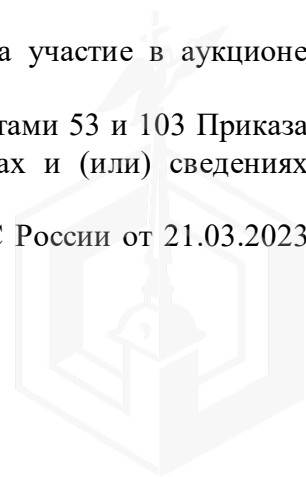 а участие в аукционе
тами 53 и 103 Приказа
ах и (или) сведениях
С России от 21.03.2023